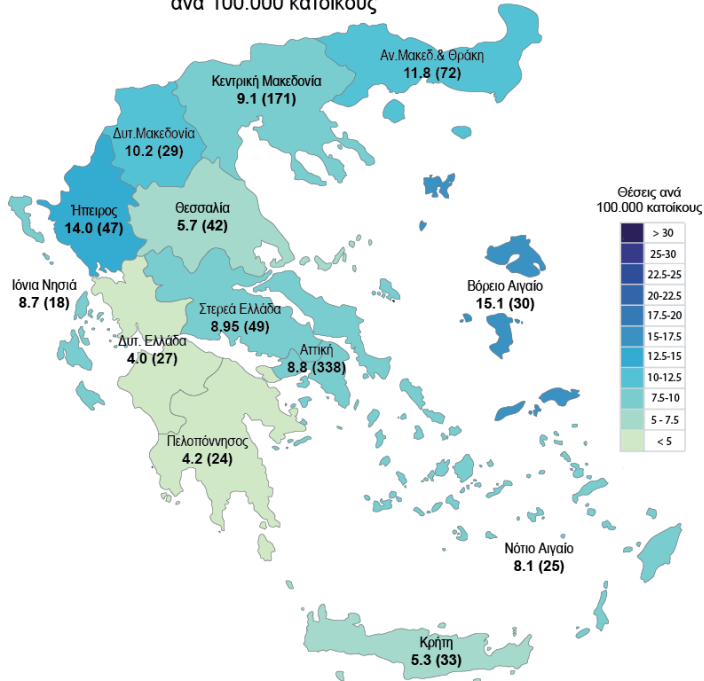 ανά 100.000 κατοίκους
Αν.Μακεδ.& Θράκη
11.8 (72)
Κεντρική Μακεδονία
9.1 (171)
Δυτ.Μακεδονία
10.2 (29)
Ήπειρος
14.0 (47)
Θεσσαλία
5.7 (42)
Ιόνια Νησιά
8.7 (18)
Στερεά Ελλάδα
8.95 (49)
Βόρειο Αιγαίο
15.1 (30)
Δυτ. Ελλάδα
4.0 (27)
Αττική
8.8 (338)
Πελοπόννησος
4.2 (24)
Νότιο Αιγαίο
8.1 (25)
Κρήτη
5.3 (33)
Θέσεις ανά
100.000 κατοίκους
> 30
25-30
22.5-25
20-22.5
17.5-20
15-17.5
12.5-15
10-12.5
7.5-10
5 - 7.5
< 5